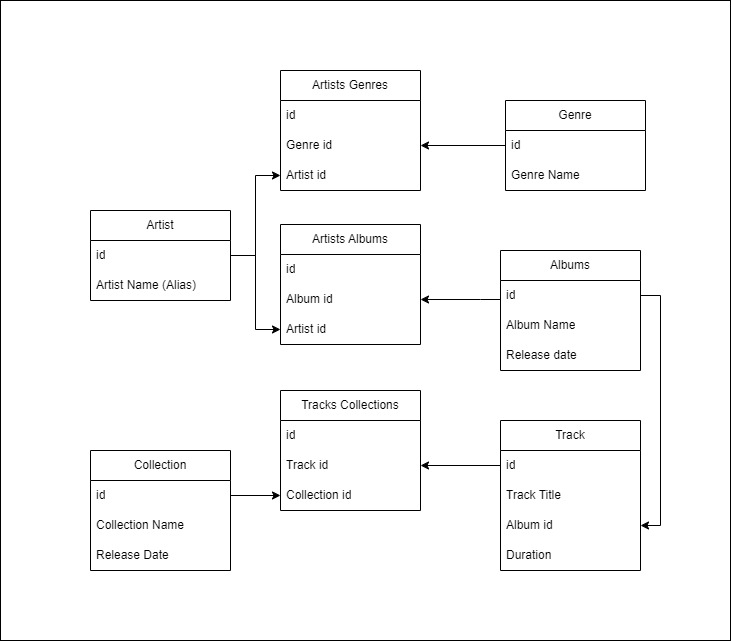 Artists Genres
id
Genre id
Artist id
Genre
id
Genre Name
Artist
id
Artist Name (Alias)
Artists Albums
id
Album id
Artist id
Albums
id
Album Name
Release date
Tracks Collections
id
Track id
Collection id
Track
id
Track Title
Album id
Duration
Collection
id
Collection Name
Release Date